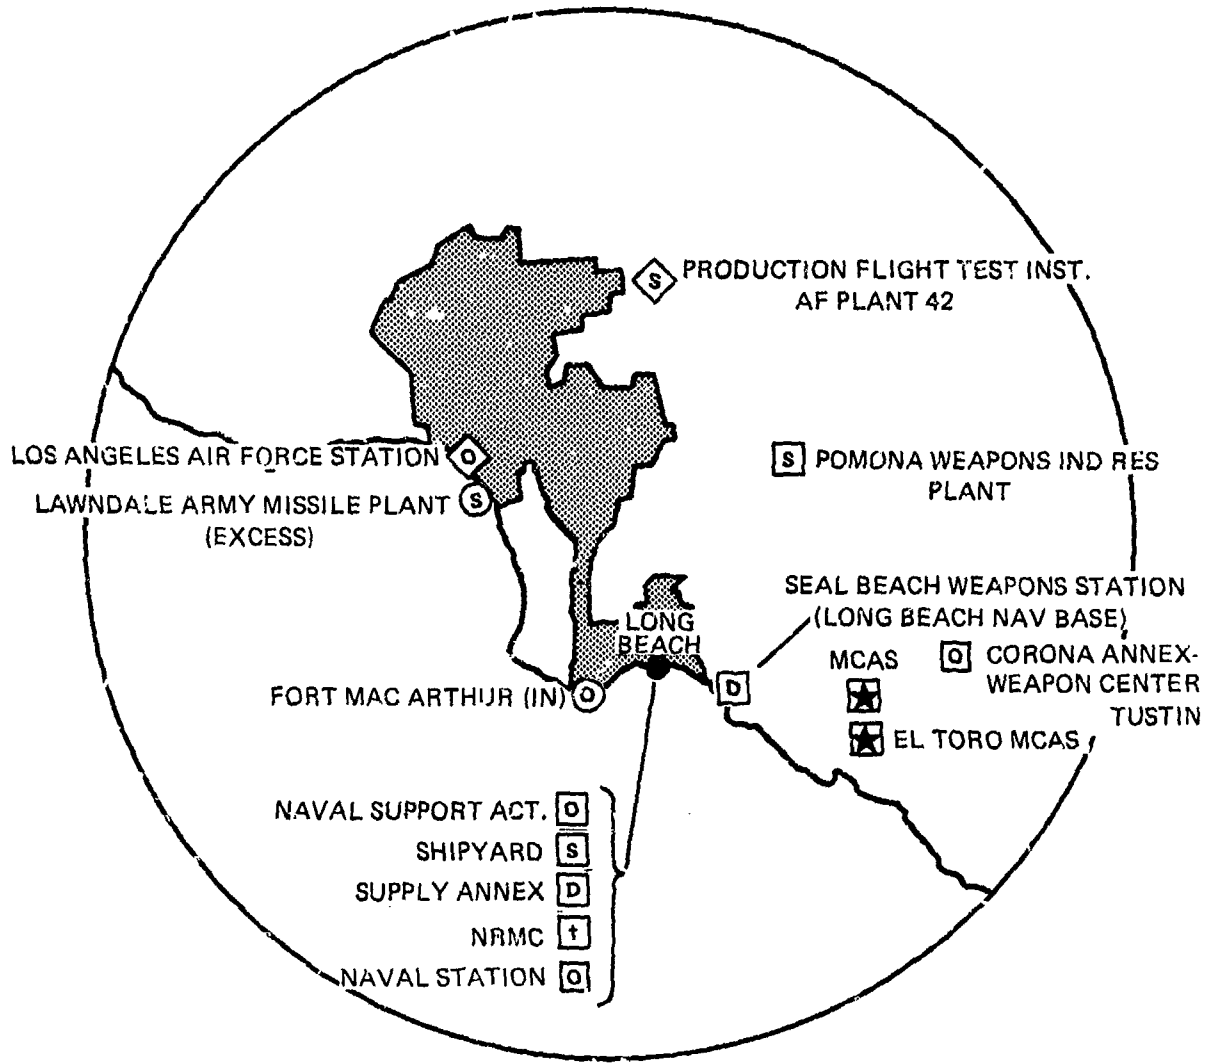 S PRODUCTION FLIGHT TEST INST.
AF PLANT 42
LOS ANGELES AIR FORCE STATION O
LAWNDALE ARMY MISSILE PLANT S
(EXCESS)
S POMONA WEAPONS IND RES
PLANT
SEAL BEACH WEAPONS STATION
(LONG BEACH NAV BASE)
LONG
BEACH
D
MCAS
O CORONA ANNEX-
WEAPON CENTER
TUSTIN
FORT MAC ARTHUR (IN) O
EL TORO MCAS
NAVAL SUPPORT ACT. O
SHIPYARD S
SUPPLY ANNEX D
NRMC †
NAVAL STATION O